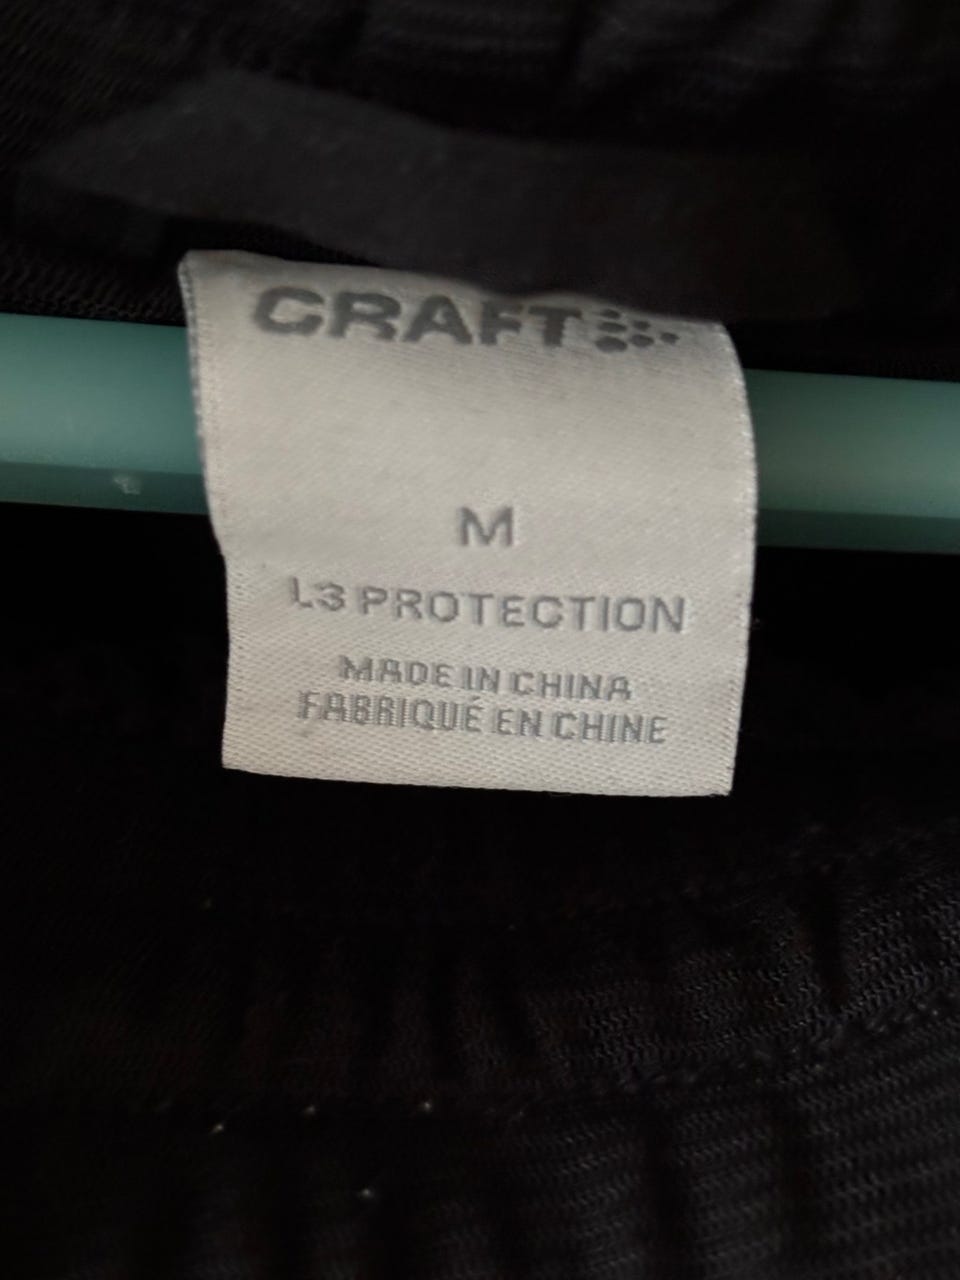 CRAFT
M
L3 PROTECTION
MADE IN CHINA
FABRIQUÉ EN CHINE